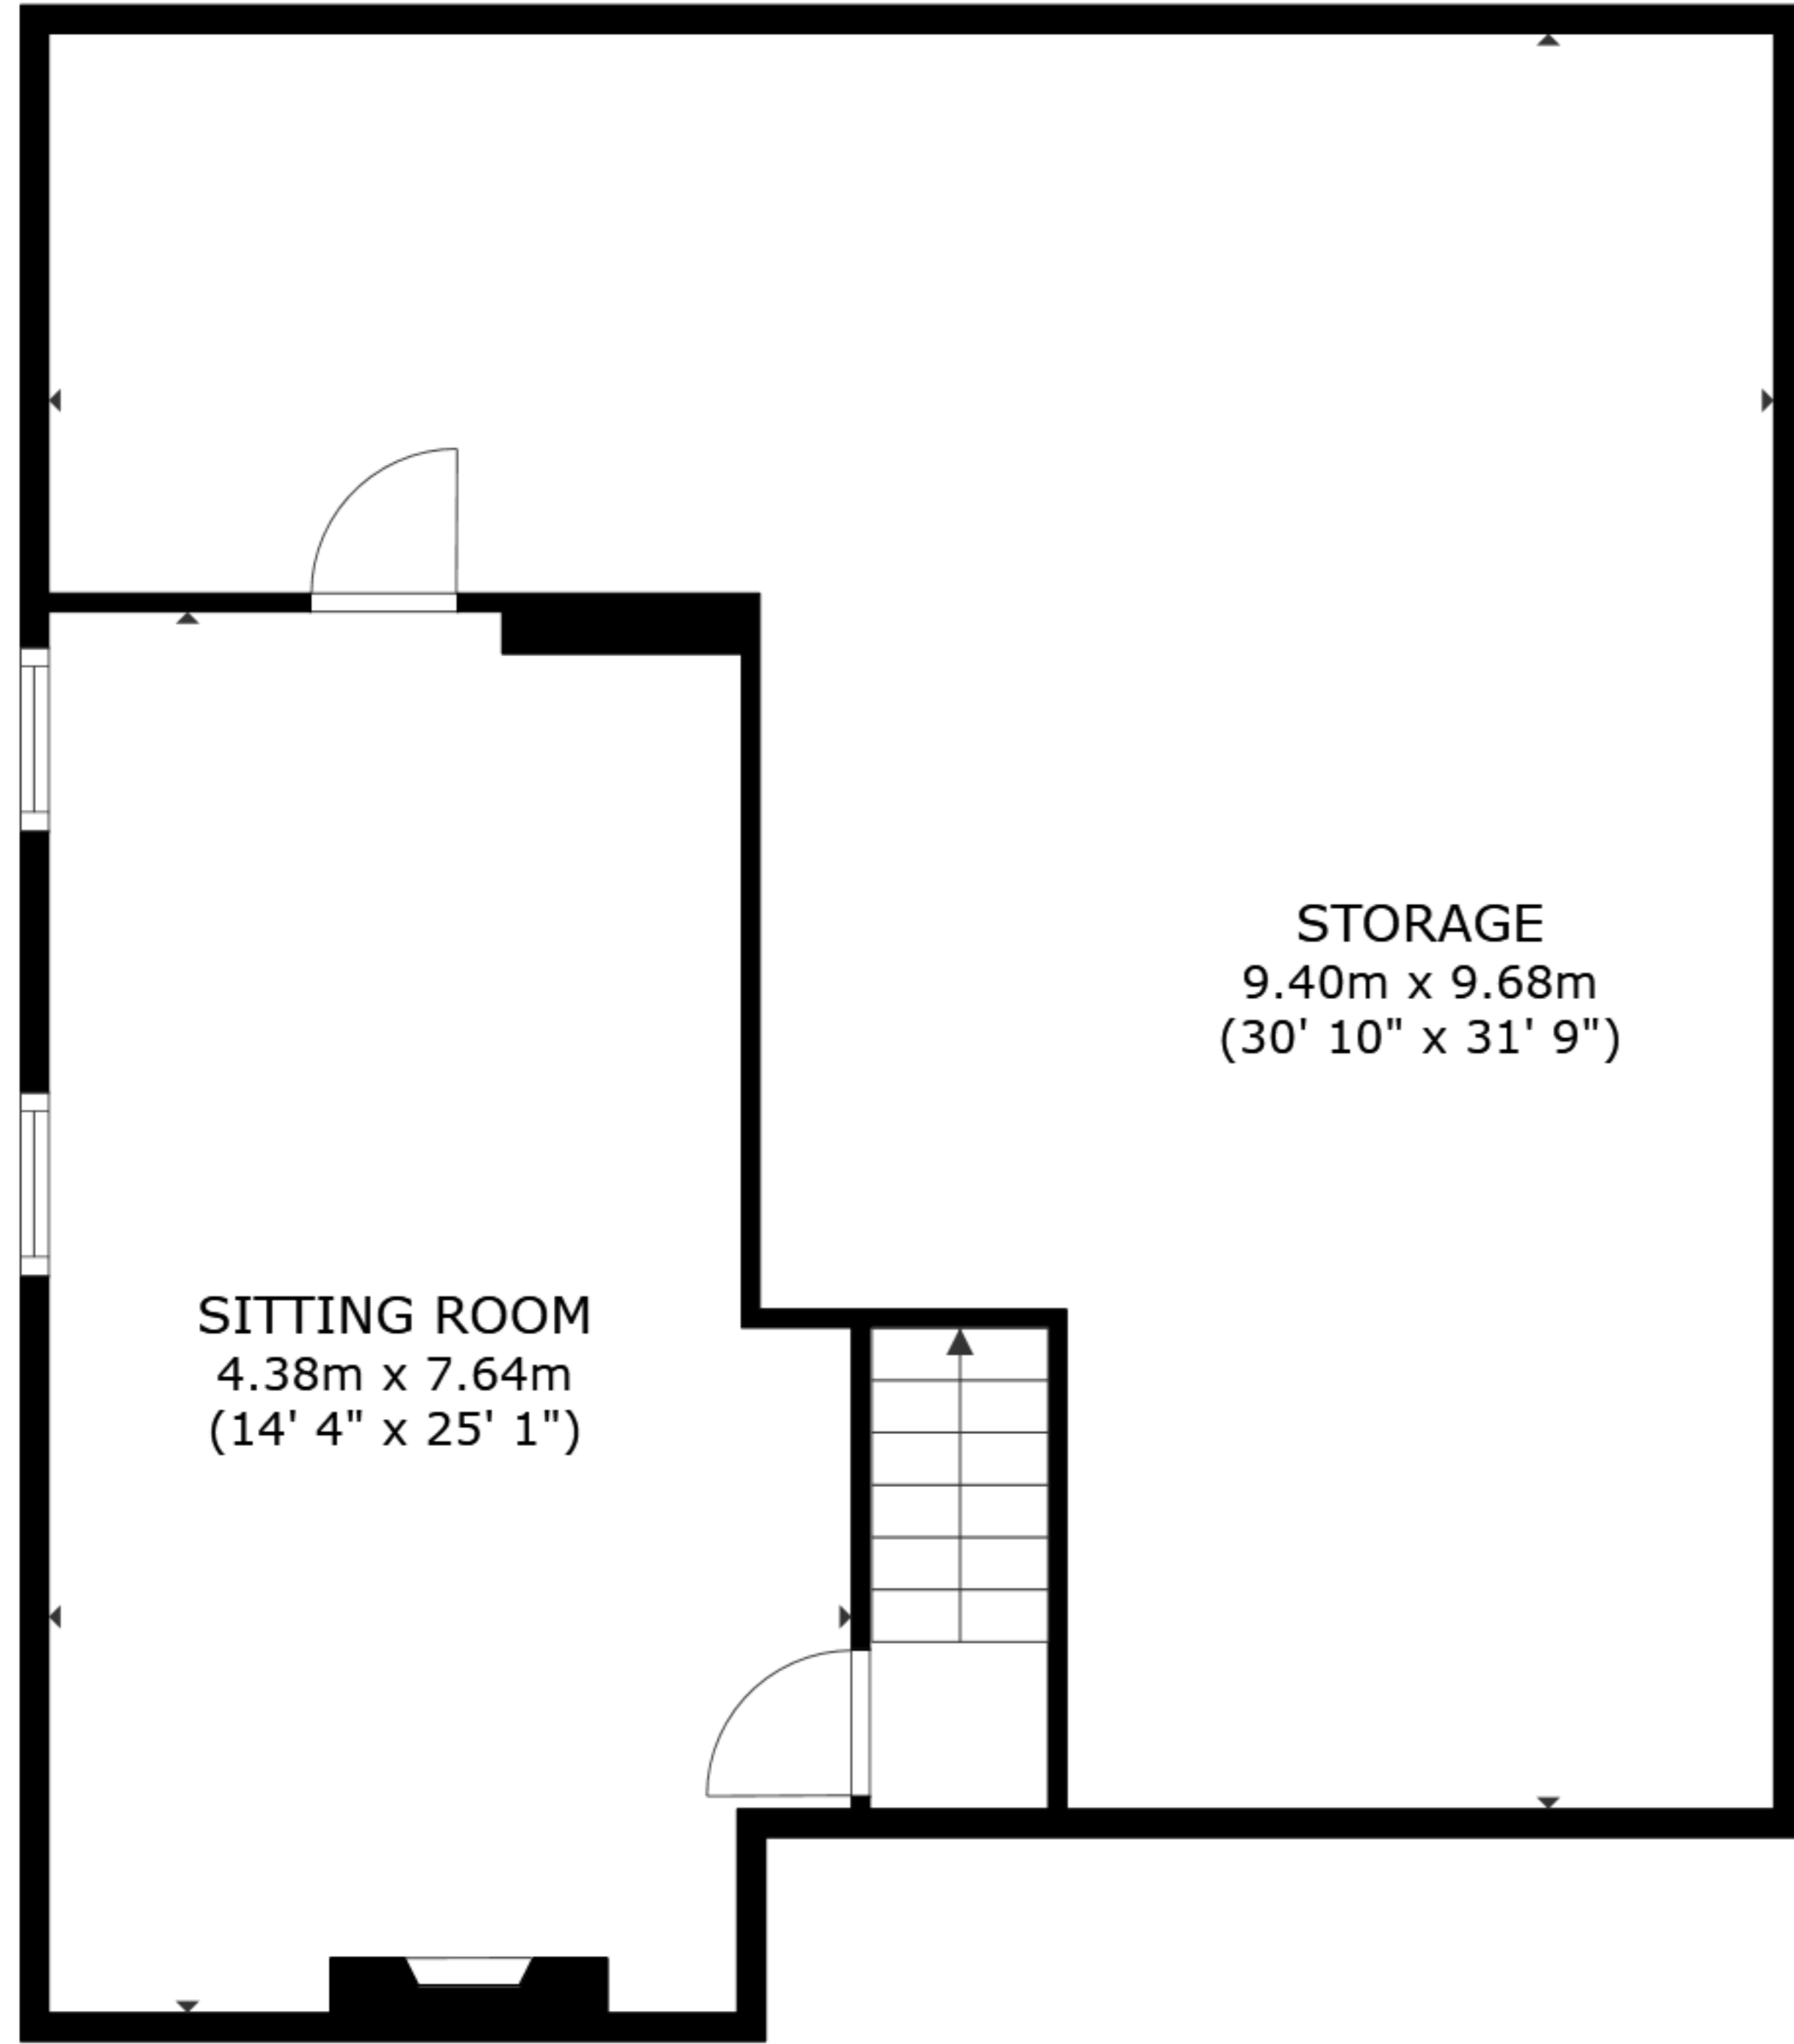 STORAGE
9.40m x 9.68m
(30' 10" x 31' 9")
SITTING ROOM
4.38m x 7.64m
(14' 4" x 25' 1")